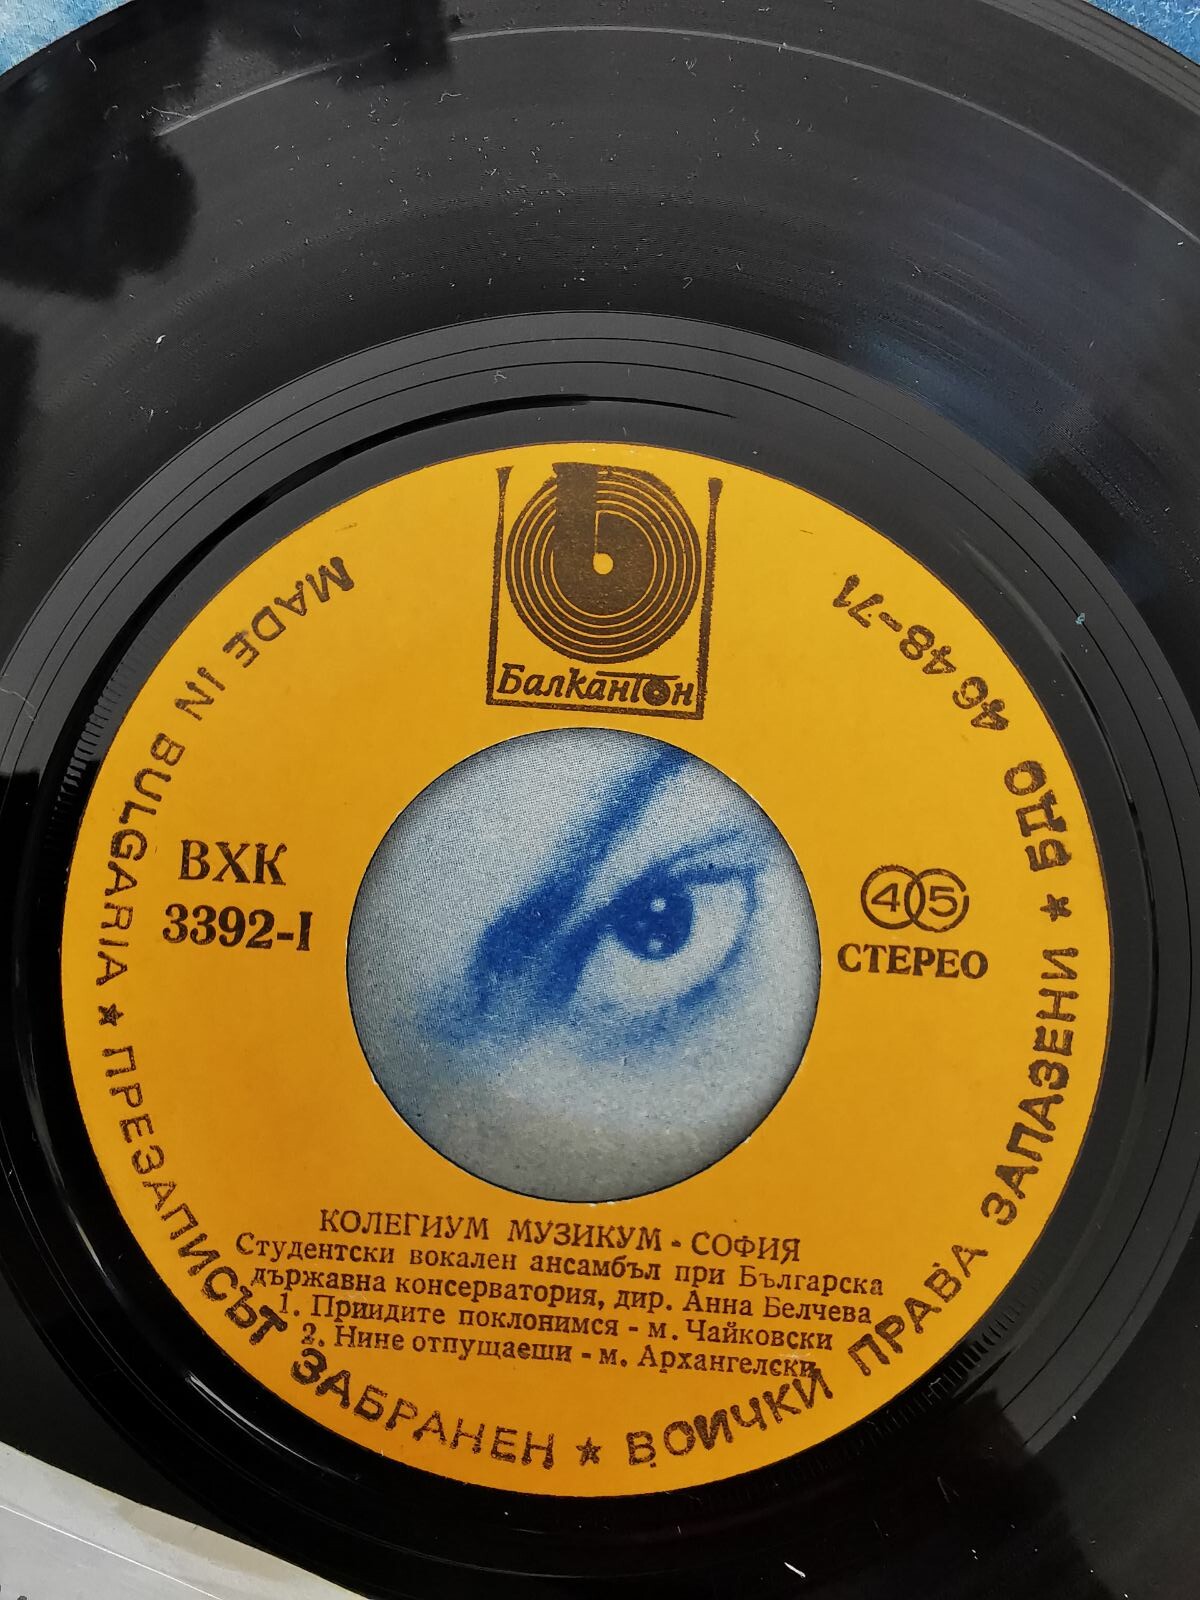 Балкантон
MADE IN BULGARIA ★ ПРЕЗАПИСЪТ ЗАБРАНЕН ★ ВСИЧКИ ПРАВА ЗАПАЗЕНИ ★ БДС 4648-71
ВХК
3392-I
45
СТЕРЕО
КОЛЕГИУМ МУЗИКУМ - СОФИЯ
Студентски вокален ансамбъл при Българска
държавна консерватория, дир. Анна Белчева
1. Приидите поклонимся - м. Чайковски
2. Нине отпущаеши - м. Архангелски